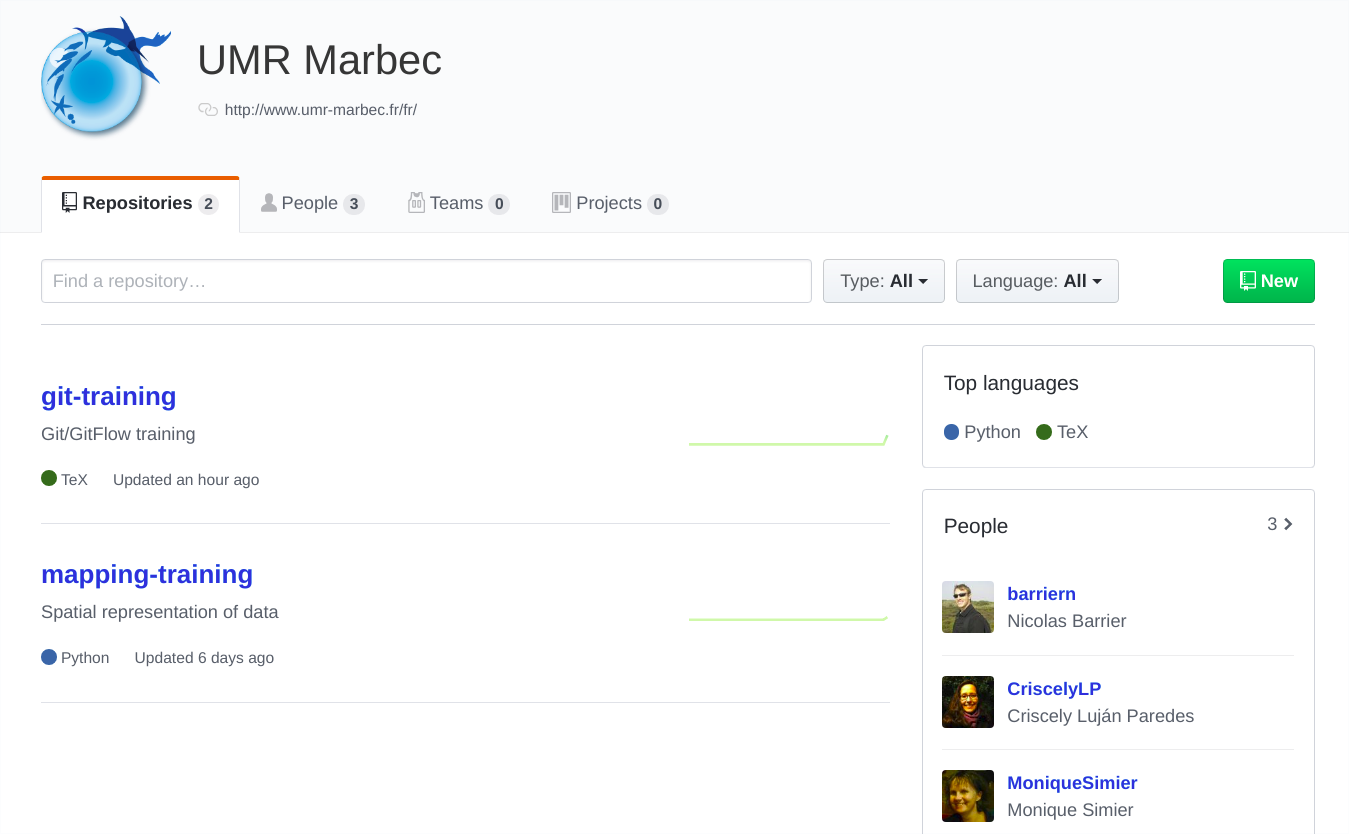 UMR Marbec
http://www.umr-marbec.fr/fr/
Repositories 2 People 3 Teams 0 Projects 0
Find a repository… Type: All Language: All New
git-training
Git/GitFlow training
TeX Updated an hour ago
mapping-training
Spatial representation of data
Python Updated 6 days ago
Top languages
Python TeX
People 3
barriern
Nicolas Barrier
CriscelyLP
Criscely Luján Paredes
MoniqueSimier
Monique Simier